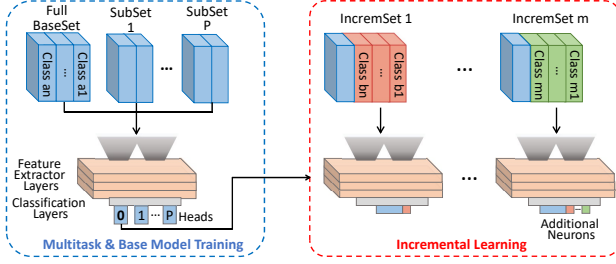 Full
BaseSet
SubSet
1
SubSet
P
...
Class an
...
Class a1
Feature
Extractor
Layers
Classification
Layers
0 1 ... P Heads
Multitask & Base Model Training
IncremSet 1
...
IncremSet m
Class bn
...
Class b1
Class mn
...
Class m1
...
Additional
Neurons
Incremental Learning